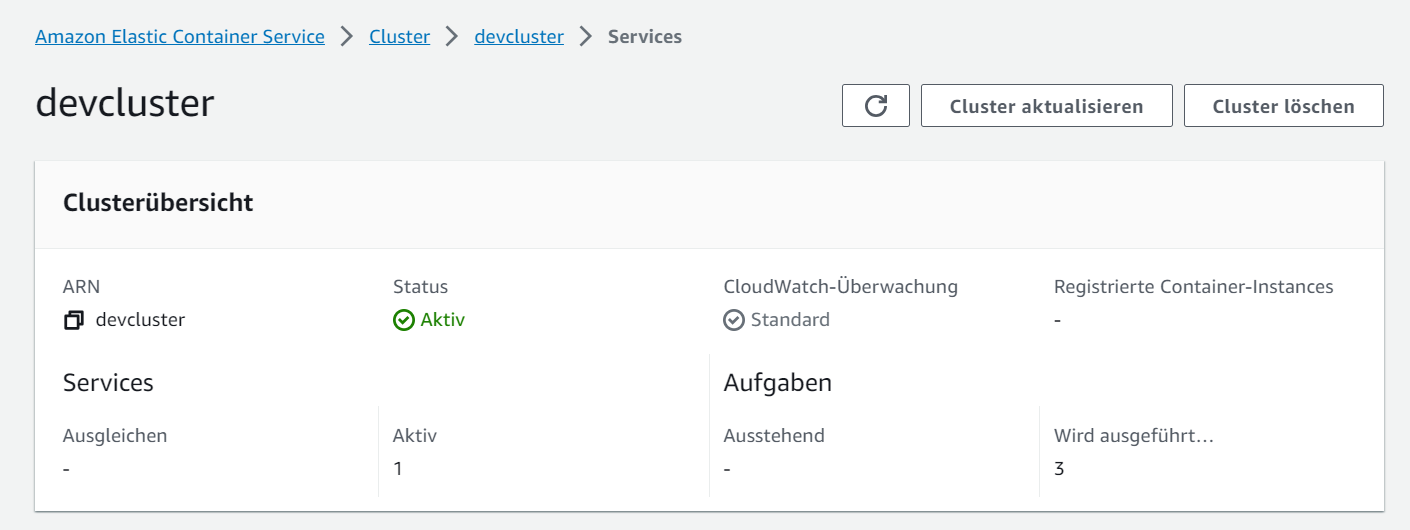 Amazon Elastic Container Service > Cluster > devcluster > Services
devcluster
Cluster aktualisieren
Cluster löschen
Clusterübersicht
ARN
devcluster
Status
Aktiv
CloudWatch-Überwachung
Standard
Registrierte Container-Instances
-
Services
Ausgleichen
-
Aktiv
1
Aufgaben
Ausstehend
-
Wird ausgeführt…
3